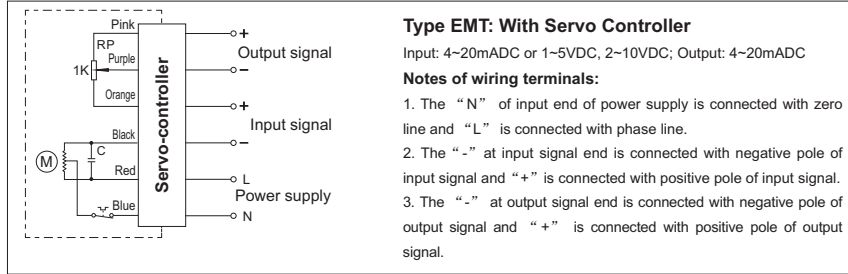 Pink
RP
Purple
1K
Orange
Black
C
M
Red
Blue
Servo-controller
+
Output signal
−
+
Input signal
−
L
Power supply
N
Type EMT: With Servo Controller
Input: 4~20mADC or 1~5VDC, 2~10VDC; Output: 4~20mADC
Notes of wiring terminals:
1. The “N” of input end of power supply is connected with zero
line and “L” is connected with phase line.
2. The “-” at input signal end is connected with negative pole of
input signal and “+” is connected with positive pole of input signal.
3. The “-” at output signal end is connected with negative pole of
output signal and “+” is connected with positive pole of output
signal.